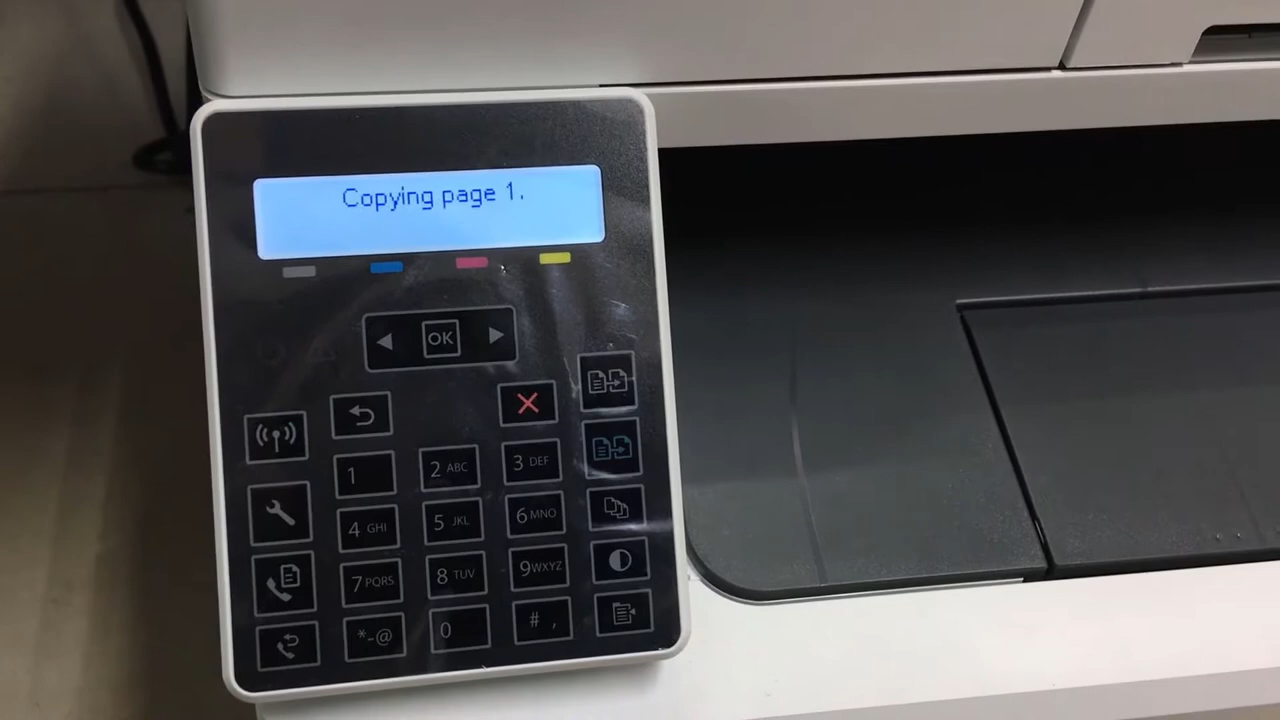 Copying page 1.
OK
1
2 ABC
3 DEF
4 GHI
5 JKL
6 MNO
7 PQRS
8 TUV
9 WXYZ
*-@
0
# ,